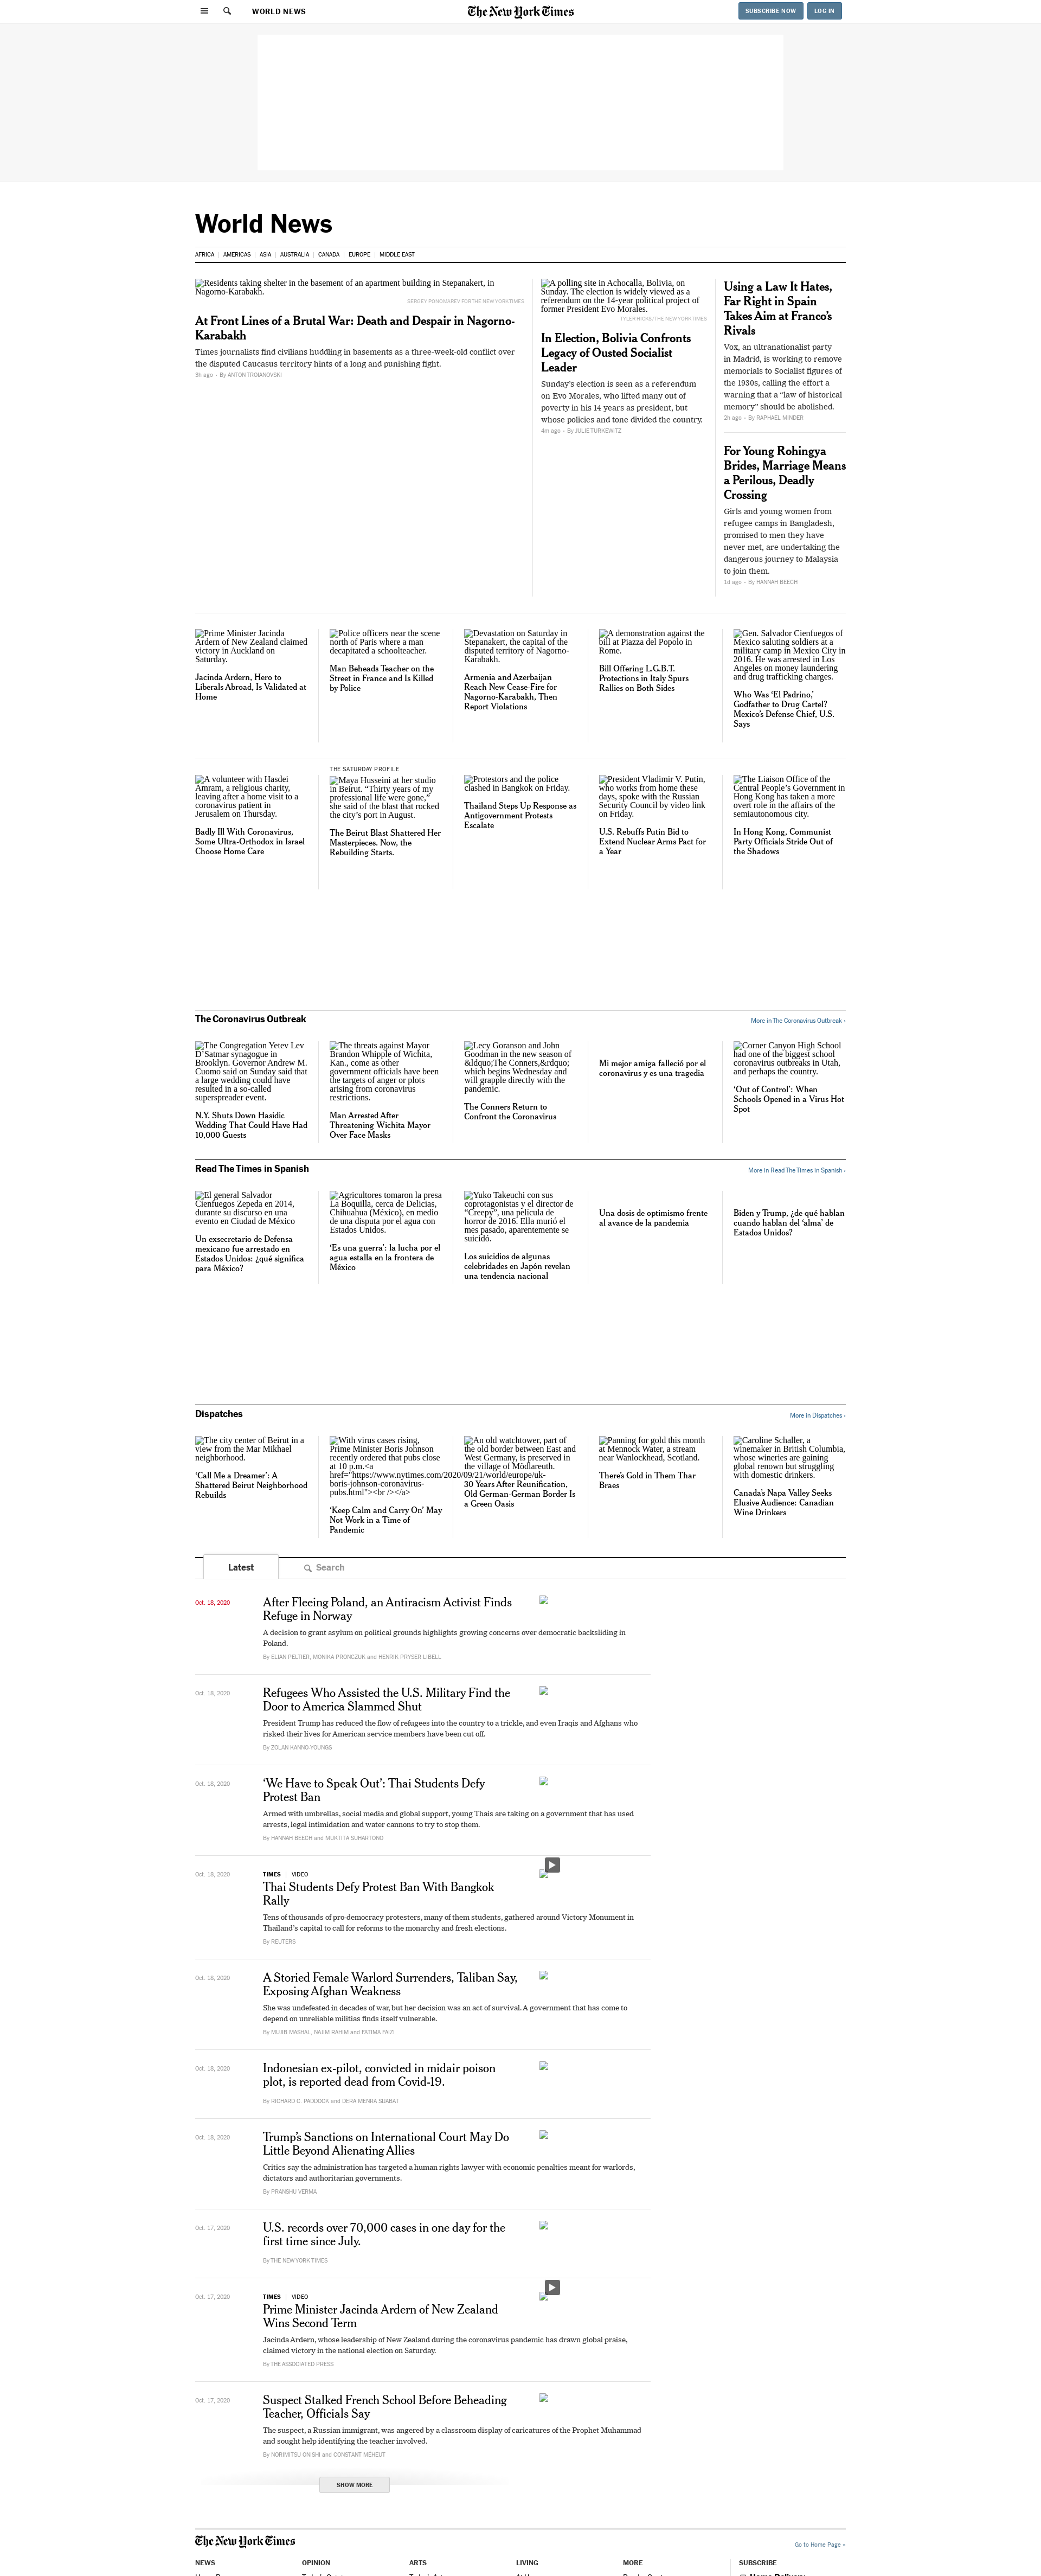 WORLD NEWS
The New York Times
SUBSCRIBE NOW
LOG IN
World News
AFRICA
AMERICAS
ASIA
AUSTRALIA
CANADA
EUROPE
MIDDLE EAST
Residents taking shelter in the basement of an apartment building in Stepanakert, in
Nagorno-Karabakh.
SERGEY PONOMAREV FOR THE NEW YORK TIMES
At Front Lines of a Brutal War: Death and Despair in Nagorno-
Karabakh
Times journalists find civilians huddling in basements as a three-week-old conflict over
the disputed Caucasus territory hints of a long and punishing fight.
3h ago - By ANTON TROIANOVSKI
A polling site in Achocalla, Bolivia, on
Sunday. The election is widely viewed as a
referendum on the 14-year political project of
former President Evo Morales.
TYLER HICKS/THE NEW YORK TIMES
In Election, Bolivia Confronts
Legacy of Ousted Socialist
Leader
Sunday's election is seen as a referendum
on Evo Morales, who lifted many out of
poverty in his 14 years as president, but
whose policies and tone divided the country.
4m ago - By JULIE TURKEWITZ
Using a Law It Hates,
Far Right in Spain
Takes Aim at Franco's
Rivals
Vox, an ultranationalist party
in Madrid, is working to remove
memorials to Socialist figures of
the 1930s, calling the effort a
warning that a "law of historical
memory" should be abolished.
2h ago - By RAPHAEL MINDER
For Young Rohingya
Brides, Marriage Means
a Perilous, Deadly
Crossing
Girls and young women from
refugee camps in Bangladesh,
promised to men they have
never met, are undertaking the
dangerous journey to Malaysia
to join them.
1d ago - By HANNAH BEECH
Prime Minister Jacinda
Ardern of New Zealand claimed
victory in Auckland on
Saturday.
Jacinda Ardern, Hero to
Liberals Abroad, Is Validated at
Home
Police officers near the scene
north of Paris where a man
decapitated a schoolteacher.
Man Beheads Teacher on the
Street in France and Is Killed
by Police
Devastation on Saturday in
Stepanakert, the capital of the
disputed territory of Nagorno-
Karabakh.
Armenia and Azerbaijan
Reach New Cease-Fire for
Nagorno-Karabakh, Then
Report Violations
A demonstration against the
bill at Piazza del Popolo in
Rome.
Bill Offering L.G.B.T.
Protections in Italy Spurs
Rallies on Both Sides
Gen. Salvador Cienfuegos of
Mexico saluting soldiers at a
military camp in Mexico City in
2016. He was arrested in Los
Angeles on money laundering
and drug trafficking charges.
Who Was 'El Padrino,'
Godfather to Drug Cartel?
Mexico's Defense Chief, U.S.
Says
A volunteer with Hasdei
Amram, a religious charity,
leaving after a home visit to a
coronavirus patient in
Jerusalem on Thursday.
Badly Ill With Coronavirus,
Some Ultra-Orthodox in Israel
Choose Home Care
THE SATURDAY PROFILE
Maya Husseini at her studio
in Beirut. "Thirty years of my
professional life were gone,"
she said of the blast that rocked
the city's port in August.
The Beirut Blast Shattered Her
Masterpieces. Now, the
Rebuilding Starts.
Protestors and the police
clashed in Bangkok on Friday.
Thailand Steps Up Response as
Antigovernment Protests
Escalate
President Vladimir V. Putin,
who works from home these
days, spoke with the Russian
Security Council by video link
on Friday.
U.S. Rebuffs Putin Bid to
Extend Nuclear Arms Pact for
a Year
The Liaison Office of the
Central People's Government in
Hong Kong has taken a more
overt role in the affairs of the
semiautonomous city.
In Hong Kong, Communist
Party Officials Stride Out of
the Shadows
The Coronavirus Outbreak
More in The Coronavirus Outbreak ›
The Congregation Yetev Lev
D'Satmar synagogue in
Brooklyn. Governor Andrew M.
Cuomo said on Sunday said that
a large wedding could have
resulted in a so-called
superspreader event.
N.Y. Shuts Down Hasidic
Wedding That Could Have Had
10,000 Guests
The threats against Mayor
Brandon Whipple of Wichita,
Kan., come as other
government officials have been
the targets of anger or plots
arising from coronavirus
restrictions.
Man Arrested After
Threatening Wichita Mayor
Over Face Masks
Lecy Goranson and John
Goodman in the new season of
&ldquo;The Conners,&rdquo;
which begins Wednesday and
will grapple directly with the
pandemic.
The Conners Return to
Confront the Coronavirus
Mi mejor amiga falleció por el
coronavirus y es una tragedia
Corner Canyon High School
had one of the biggest school
coronavirus outbreaks in Utah,
and perhaps the country.
'Out of Control': When
Schools Opened in a Virus Hot
Spot
Read The Times in Spanish
More in Read The Times in Spanish ›
El general Salvador
Cienfuegos Zepeda en 2014,
durante su discurso en una
evento en Ciudad de México
Un exsecretario de Defensa
mexicano fue arrestado en
Estados Unidos: ¿qué significa
para México?
Agricultores tomaron la presa
La Boquilla, cerca de Delicias,
Chihuahua (México), en medio
de una disputa por el agua con
Estados Unidos.
'Es una guerra': la lucha por el
agua estalla en la frontera de
México
Yuko Takeuchi con sus
coprotagonistas y el director de
"Creepy", una película de
horror de 2016. Ella murió el
mes pasado, aparentemente se
suicidó.
Los suicidios de algunas
celebridades en Japón revelan
una tendencia nacional
Una dosis de optimismo frente
al avance de la pandemia
Biden y Trump, ¿de qué hablan
cuando hablan del 'alma' de
Estados Unidos?
Dispatches
More in Dispatches ›
The city center of Beirut in a
view from the Mar Mikhael
neighborhood.
'Call Me a Dreamer': A
Shattered Beirut Neighborhood
Rebuilds
With virus cases rising,
Prime Minister Boris Johnson
recently ordered that pubs close
at 10 p.m.<a
href="https://www.nytimes.com/2020/09/21/world/europe/uk-
boris-johnson-coronavirus-
pubs.html"><br /></a>
'Keep Calm and Carry On' May
Not Work in a Time of
Pandemic
An old watchtower, part of
the old border between East and
West Germany, is preserved in
the village of Mödlareuth.
30 Years After Reunification,
Old German-German Border Is
a Green Oasis
Panning for gold this month
at Mennock Water, a stream
near Wanlockhead, Scotland.
There's Gold in Them Thar
Braes
Caroline Schaller, a
winemaker in British Columbia,
whose wineries are gaining
global renown but struggling
with domestic drinkers.
Canada's Napa Valley Seeks
Elusive Audience: Canadian
Wine Drinkers
Latest
Search
Oct. 18, 2020
After Fleeing Poland, an Antiracism Activist Finds
Refuge in Norway
A decision to grant asylum on political grounds highlights growing concerns over democratic backsliding in
Poland.
By ELIAN PELTIER, MONIKA PRONCZUK and HENRIK PRYSER LIBELL
Oct. 18, 2020
Refugees Who Assisted the U.S. Military Find the
Door to America Slammed Shut
President Trump has reduced the flow of refugees into the country to a trickle, and even Iraqis and Afghans who
risked their lives for American service members have been cut off.
By ZOLAN KANNO-YOUNGS
Oct. 18, 2020
'We Have to Speak Out': Thai Students Defy
Protest Ban
Armed with umbrellas, social media and global support, young Thais are taking on a government that has used
arrests, legal intimidation and water cannons to try to stop them.
By HANNAH BEECH and MUKTITA SUHARTONO
Oct. 18, 2020
TIMES | VIDEO
Thai Students Defy Protest Ban With Bangkok
Rally
Tens of thousands of pro-democracy protesters, many of them students, gathered around Victory Monument in
Thailand's capital to call for reforms to the monarchy and fresh elections.
By REUTERS
Oct. 18, 2020
A Storied Female Warlord Surrenders, Taliban Say,
Exposing Afghan Weakness
She was undefeated in decades of war, but her decision was an act of survival. A government that has come to
depend on unreliable militias finds itself vulnerable.
By MUJIB MASHAL, NAJIM RAHIM and FATIMA FAIZI
Oct. 18, 2020
Indonesian ex-pilot, convicted in midair poison
plot, is reported dead from Covid-19.
By RICHARD C. PADDOCK and DERA MENRA SIJABAT
Oct. 18, 2020
Trump's Sanctions on International Court May Do
Little Beyond Alienating Allies
Critics say the administration has targeted a human rights lawyer with economic penalties meant for warlords,
dictators and authoritarian governments.
By PRANSHU VERMA
Oct. 17, 2020
U.S. records over 70,000 cases in one day for the
first time since July.
By THE NEW YORK TIMES
Oct. 17, 2020
TIMES | VIDEO
Prime Minister Jacinda Ardern of New Zealand
Wins Second Term
Jacinda Ardern, whose leadership of New Zealand during the coronavirus pandemic has drawn global praise,
claimed victory in the national election on Saturday.
By THE ASSOCIATED PRESS
Oct. 17, 2020
Suspect Stalked French School Before Beheading
Teacher, Officials Say
The suspect, a Russian immigrant, was angered by a classroom display of caricatures of the Prophet Muhammad
and sought help identifying the teacher involved.
By NORIMITSU ONISHI and CONSTANT MÉHEUT
SHOW MORE
The New York Times
Go to Home Page »
NEWS
OPINION
ARTS
LIVING
MORE
SUBSCRIBE